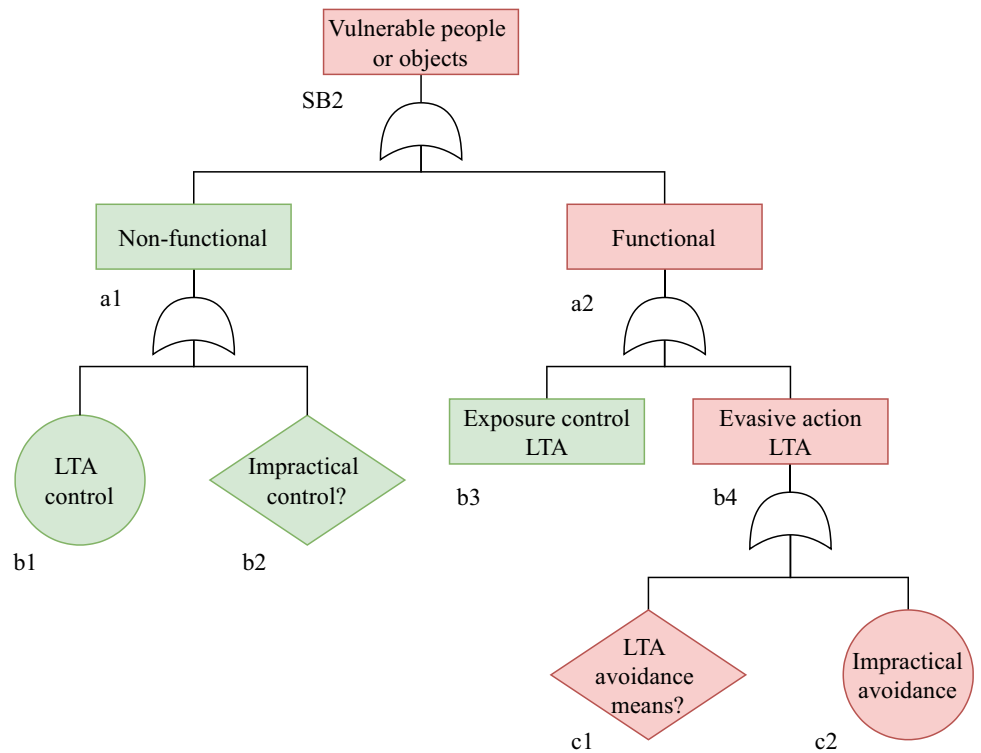 Vulnerable people
or objects
SB2
Non-functional
Functional
a1
a2
LTA
control
Impractical
control?
Exposure control
LTA
Evasive action
LTA
b1
b2
b3
b4
LTA
avoidance
means?
Impractical
avoidance
c1
c2